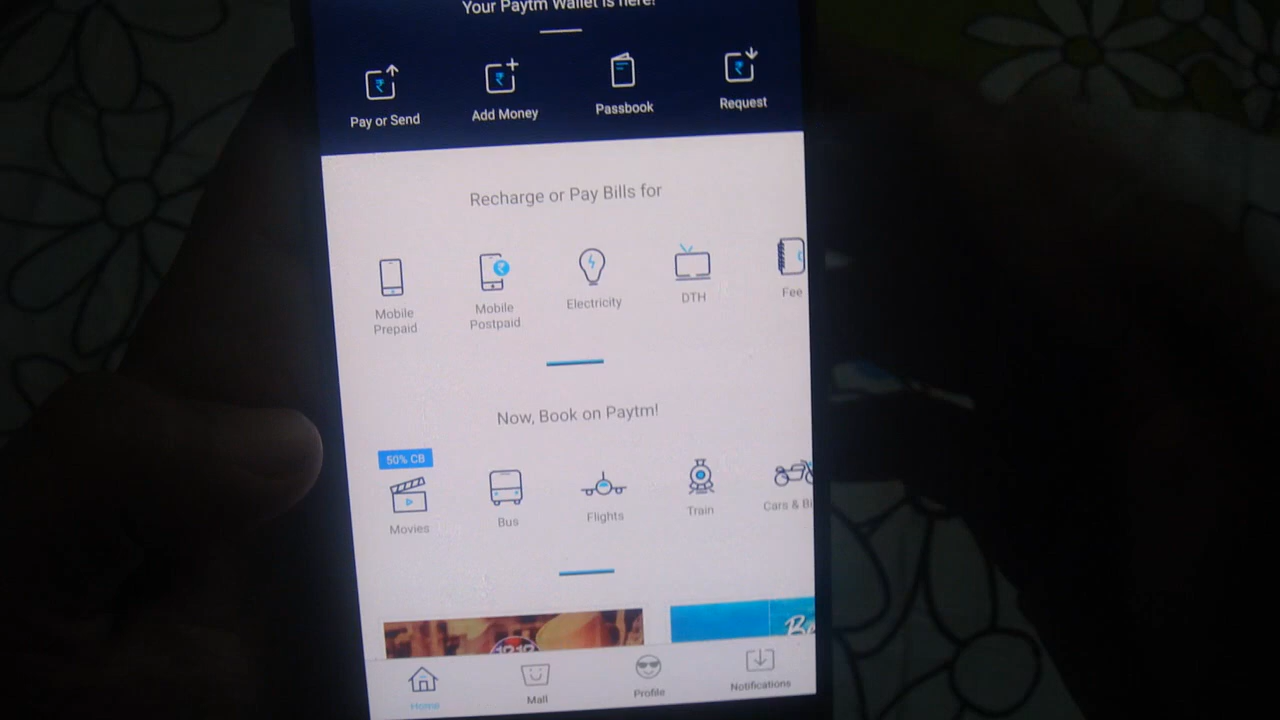 Your Paytm Wallet is here!
Pay or Send
Add Money
Passbook
Request
Recharge or Pay Bills for
Mobile
Prepaid
Mobile
Postpaid
Electricity
DTH
Fee
Now, Book on Paytm!
50% CB
Movies
Bus
Flights
Train
Cars & Bi
Home
Mall
Profile
Notifications